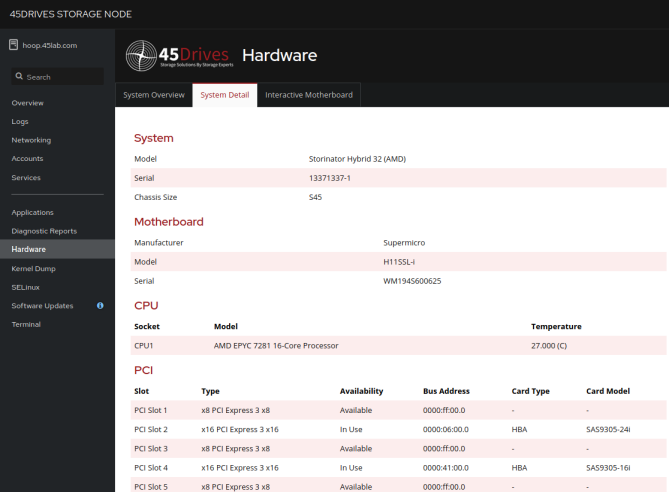 45DRIVES STORAGE NODE
hoop.45lab.com
Search
Overview
Logs
Networking
Accounts
Services
Applications
Diagnostic Reports
Hardware
Kernel Dump
SELinux
Software Updates
Terminal
45Drives
Storage Solutions By Storage Experts
Hardware
System Overview System Detail Interactive Motherboard
System
Model Storinator Hybrid 32 (AMD)
Serial 13371337-1
Chassis Size S45
Motherboard
Manufacturer Supermicro
Model H11SSL-i
Serial WM194S600625
CPU
Socket Model Temperature
CPU1 AMD EPYC 7281 16-Core Processor 27.000 (C)
PCI
Slot Type Availability Bus Address Card Type Card Model
PCI Slot 1 x8 PCI Express 3 x8 Available 0000:ff:00.0 - -
PCI Slot 2 x16 PCI Express 3 x16 In Use 0000:06:00.0 HBA SAS9305-24i
PCI Slot 3 x8 PCI Express 3 x8 Available 0000:ff:00.0 - -
PCI Slot 4 x16 PCI Express 3 x16 In Use 0000:41:00.0 HBA SAS9305-16i
PCI Slot 5 x8 PCI Express 3 x8 Available 0000:ff:00.0 - -